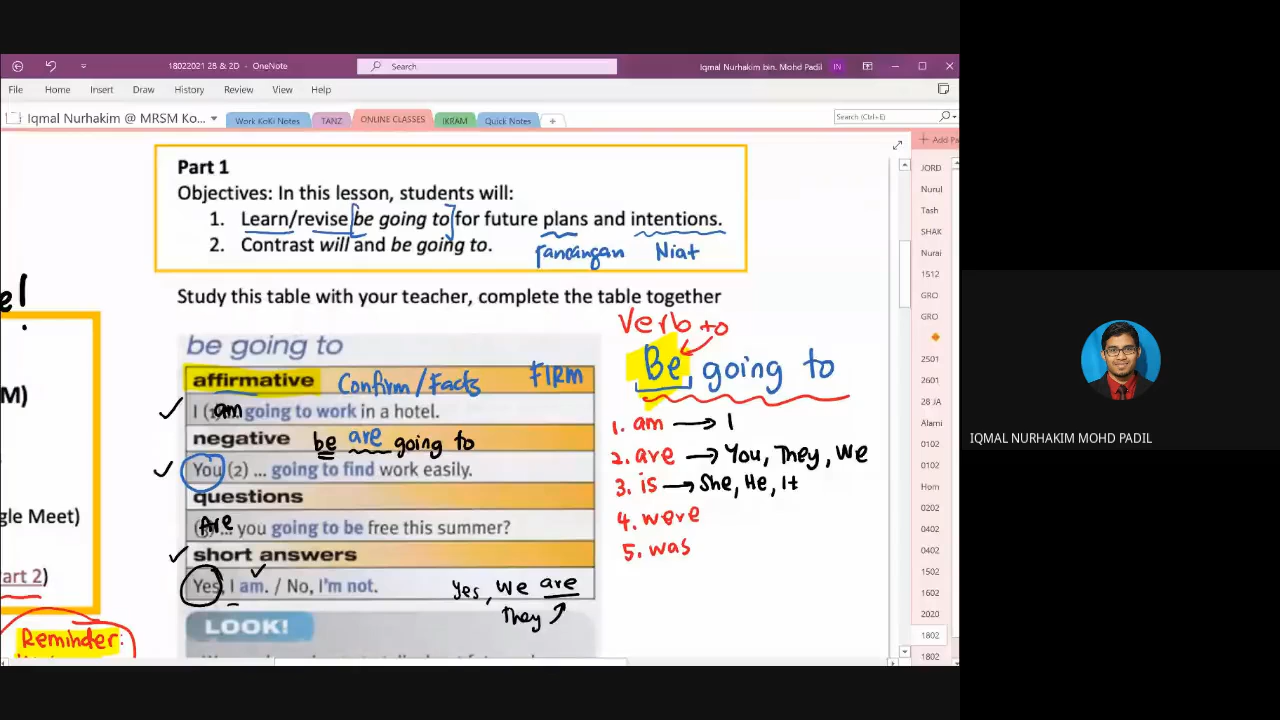 18022021 2B & 2D - OneNote
Search
Iqmal Nurhakim bin. Mohd Padil
IN
File Home Insert Draw History Review View Help
Iqmal Nurhakim @ MRSM Ko...
Work KoKi Notes
TANZ
ONLINE CLASSES
IKRAM
Quick Notes
Search (Ctrl+E)
Add Pa
Part 1
Objectives: In this lesson, students will:
1. Learn/revise be going to for future plans and intentions.
2. Contrast will and be going to.
Niat
Study this table with your teacher, complete the table together
be going to
affirmative Confirm/Facts FIRM
I am going to work in a hotel.
negative be are going to
You (2) ... going to find work easily.
questions
Are ... you going to be free this summer?
short answers
Yes, I am. / No, I'm not. Yes, We are
They
LOOK!
Verb to
Be going to
1. am → I
2. are → You, They, We
3. is → She, He, It
4. were
5. was
e!
M)
gle Meet)
art 2)
Reminder:
JORD
Nurul
Tash
SHAK
Nurai
1512
GRO
GRO
2501
2601
28 JA
Alami
0102
0102
Hom
0202
0402
0402
1502
1602
2020
1802
1802
IQMAL NURHAKIM MOHD PADIL